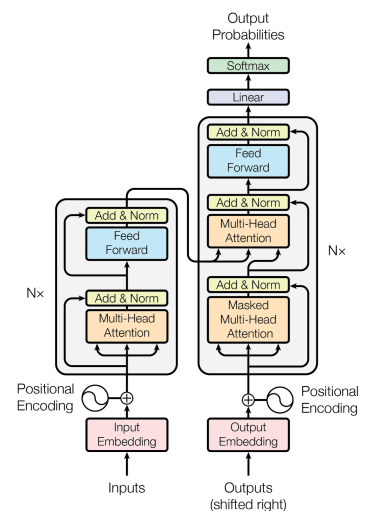 Output
Probabilities
Softmax
Linear
Add & Norm
Feed
Forward
Add & Norm
Multi-Head
Attention
Add & Norm
Masked
Multi-Head
Attention
N×
Add & Norm
Feed
Forward
Add & Norm
Multi-Head
Attention
N×
Positional
Encoding
Positional
Encoding
Input
Embedding
Output
Embedding
Inputs
Outputs
(shifted right)